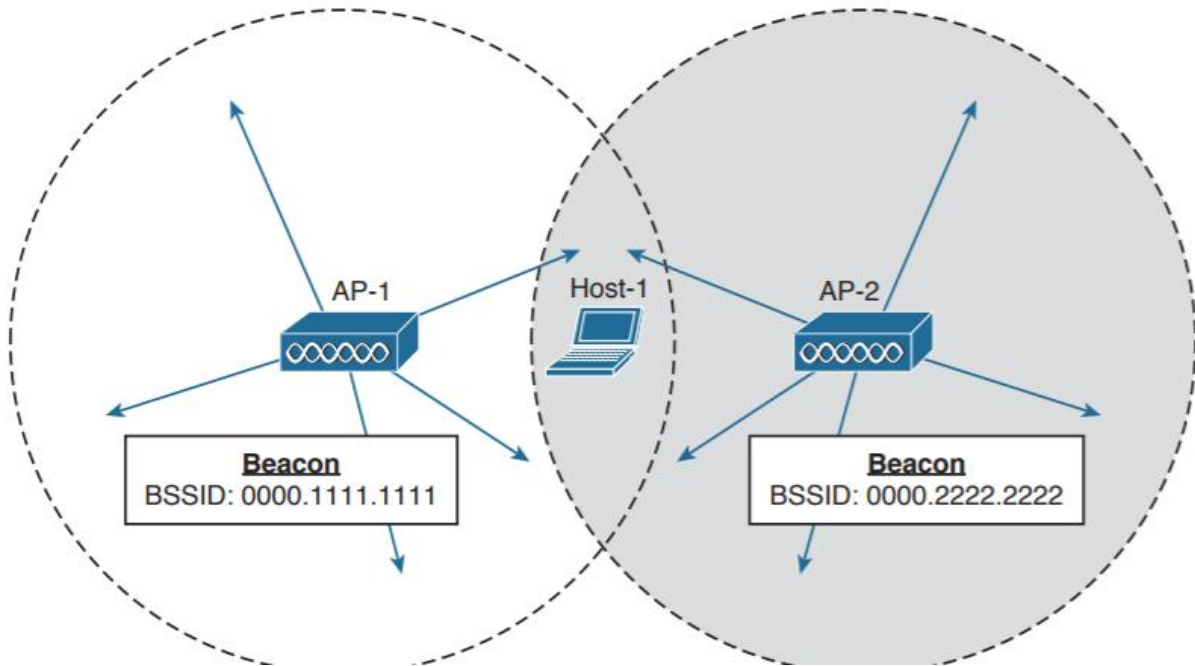 AP-1
Host-1
AP-2
Beacon
BSSID: 0000.1111.1111
Beacon
BSSID: 0000.2222.2222